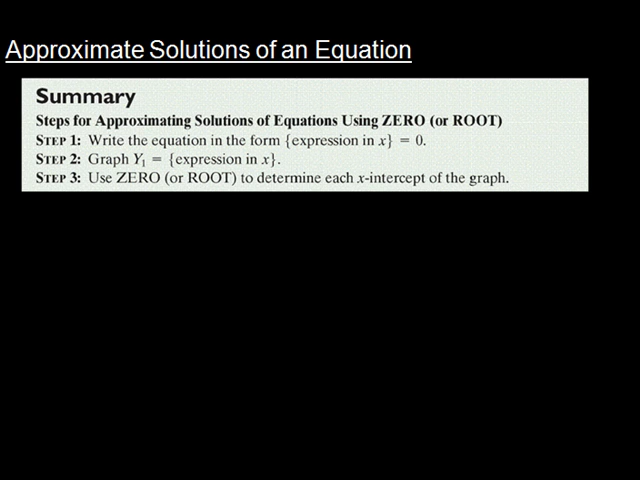 Approximate Solutions of an Equation
Summary
Steps for Approximating Solutions of Equations Using ZERO (or ROOT)
STEP 1: Write the equation in the form {expression in x} = 0.
STEP 2: Graph Y₁ = {expression in x}.
STEP 3: Use ZERO (or ROOT) to determine each x-intercept of the graph.